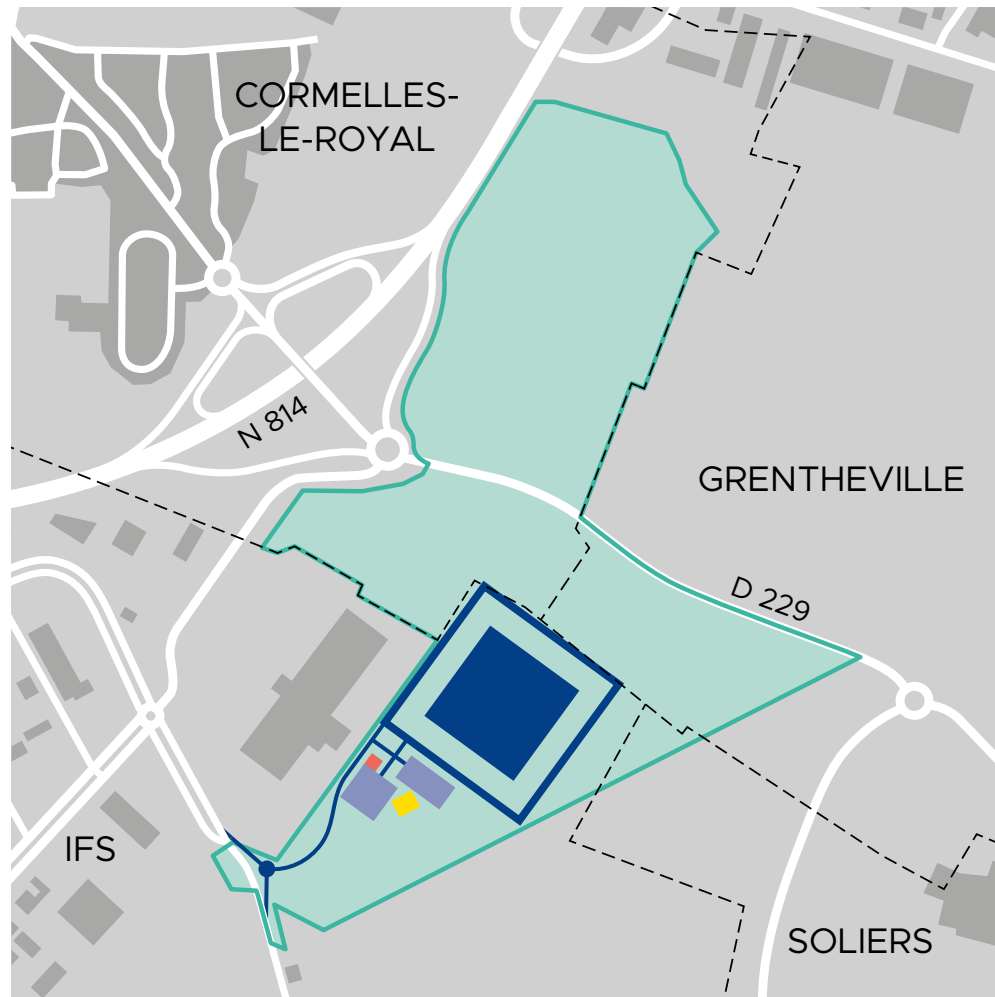 CORMELLES-
LE-ROYAL
N 814
GRENTHEVILLE
D 229
IFS
SOLIERS